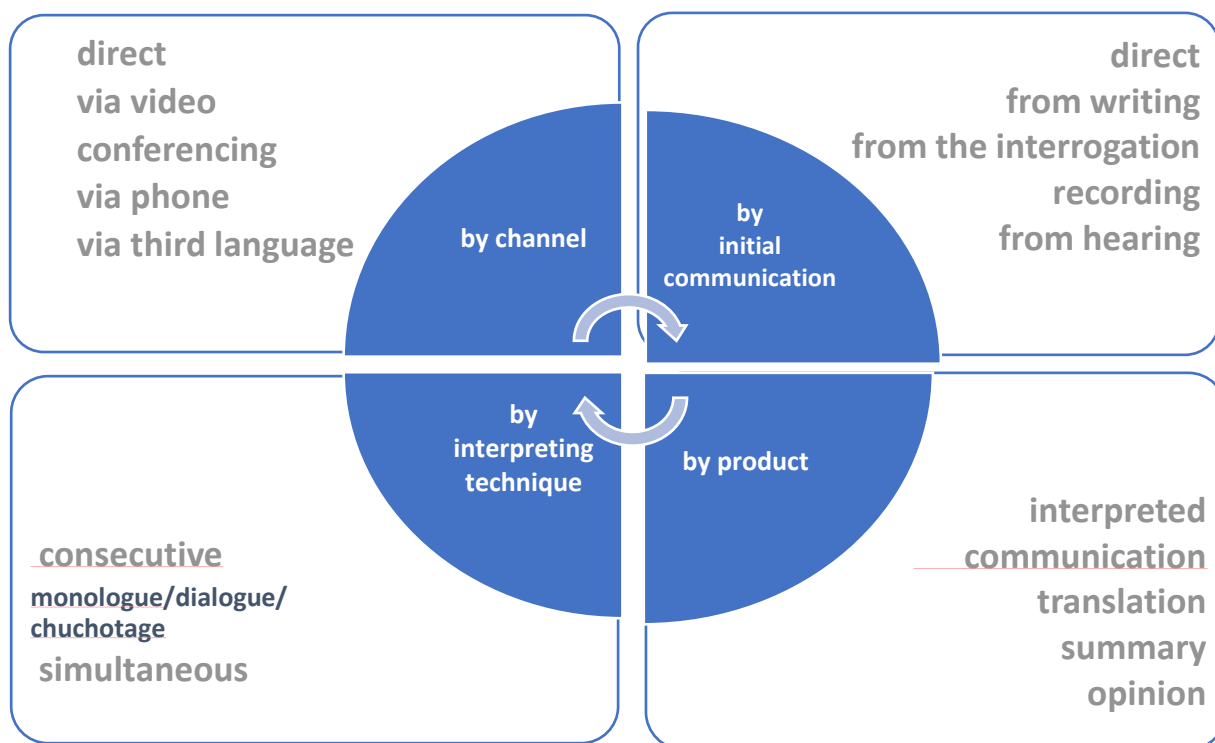 direct
via video
conferencing
via phone
via third language
by channel
direct
from writing
from the interrogation
recording
from hearing
by
initial
communication
by
interpreting
technique
consecutive
monologue/dialogue/
chuchotage
simultaneous
by product
interpreted
communication
translation
summary
opinion